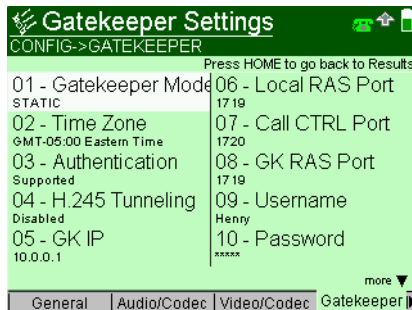 Gatekeeper Settings
CONFIG->GATEKEEPER
Press HOME to go back to Results
01 - Gatekeeper Mode
STATIC
02 - Time Zone
GMT-05:00 Eastern Time
03 - Authentication
Supported
04 - H.245 Tunneling
Disabled
05 - GK IP
10.0.0.1
06 - Local RAS Port
1719
07 - Call CTRL Port
1720
08 - GK RAS Port
1719
09 - Username
Henry
10 - Password
*****
more
General Audio/Codec Video/Codec Gatekeeper